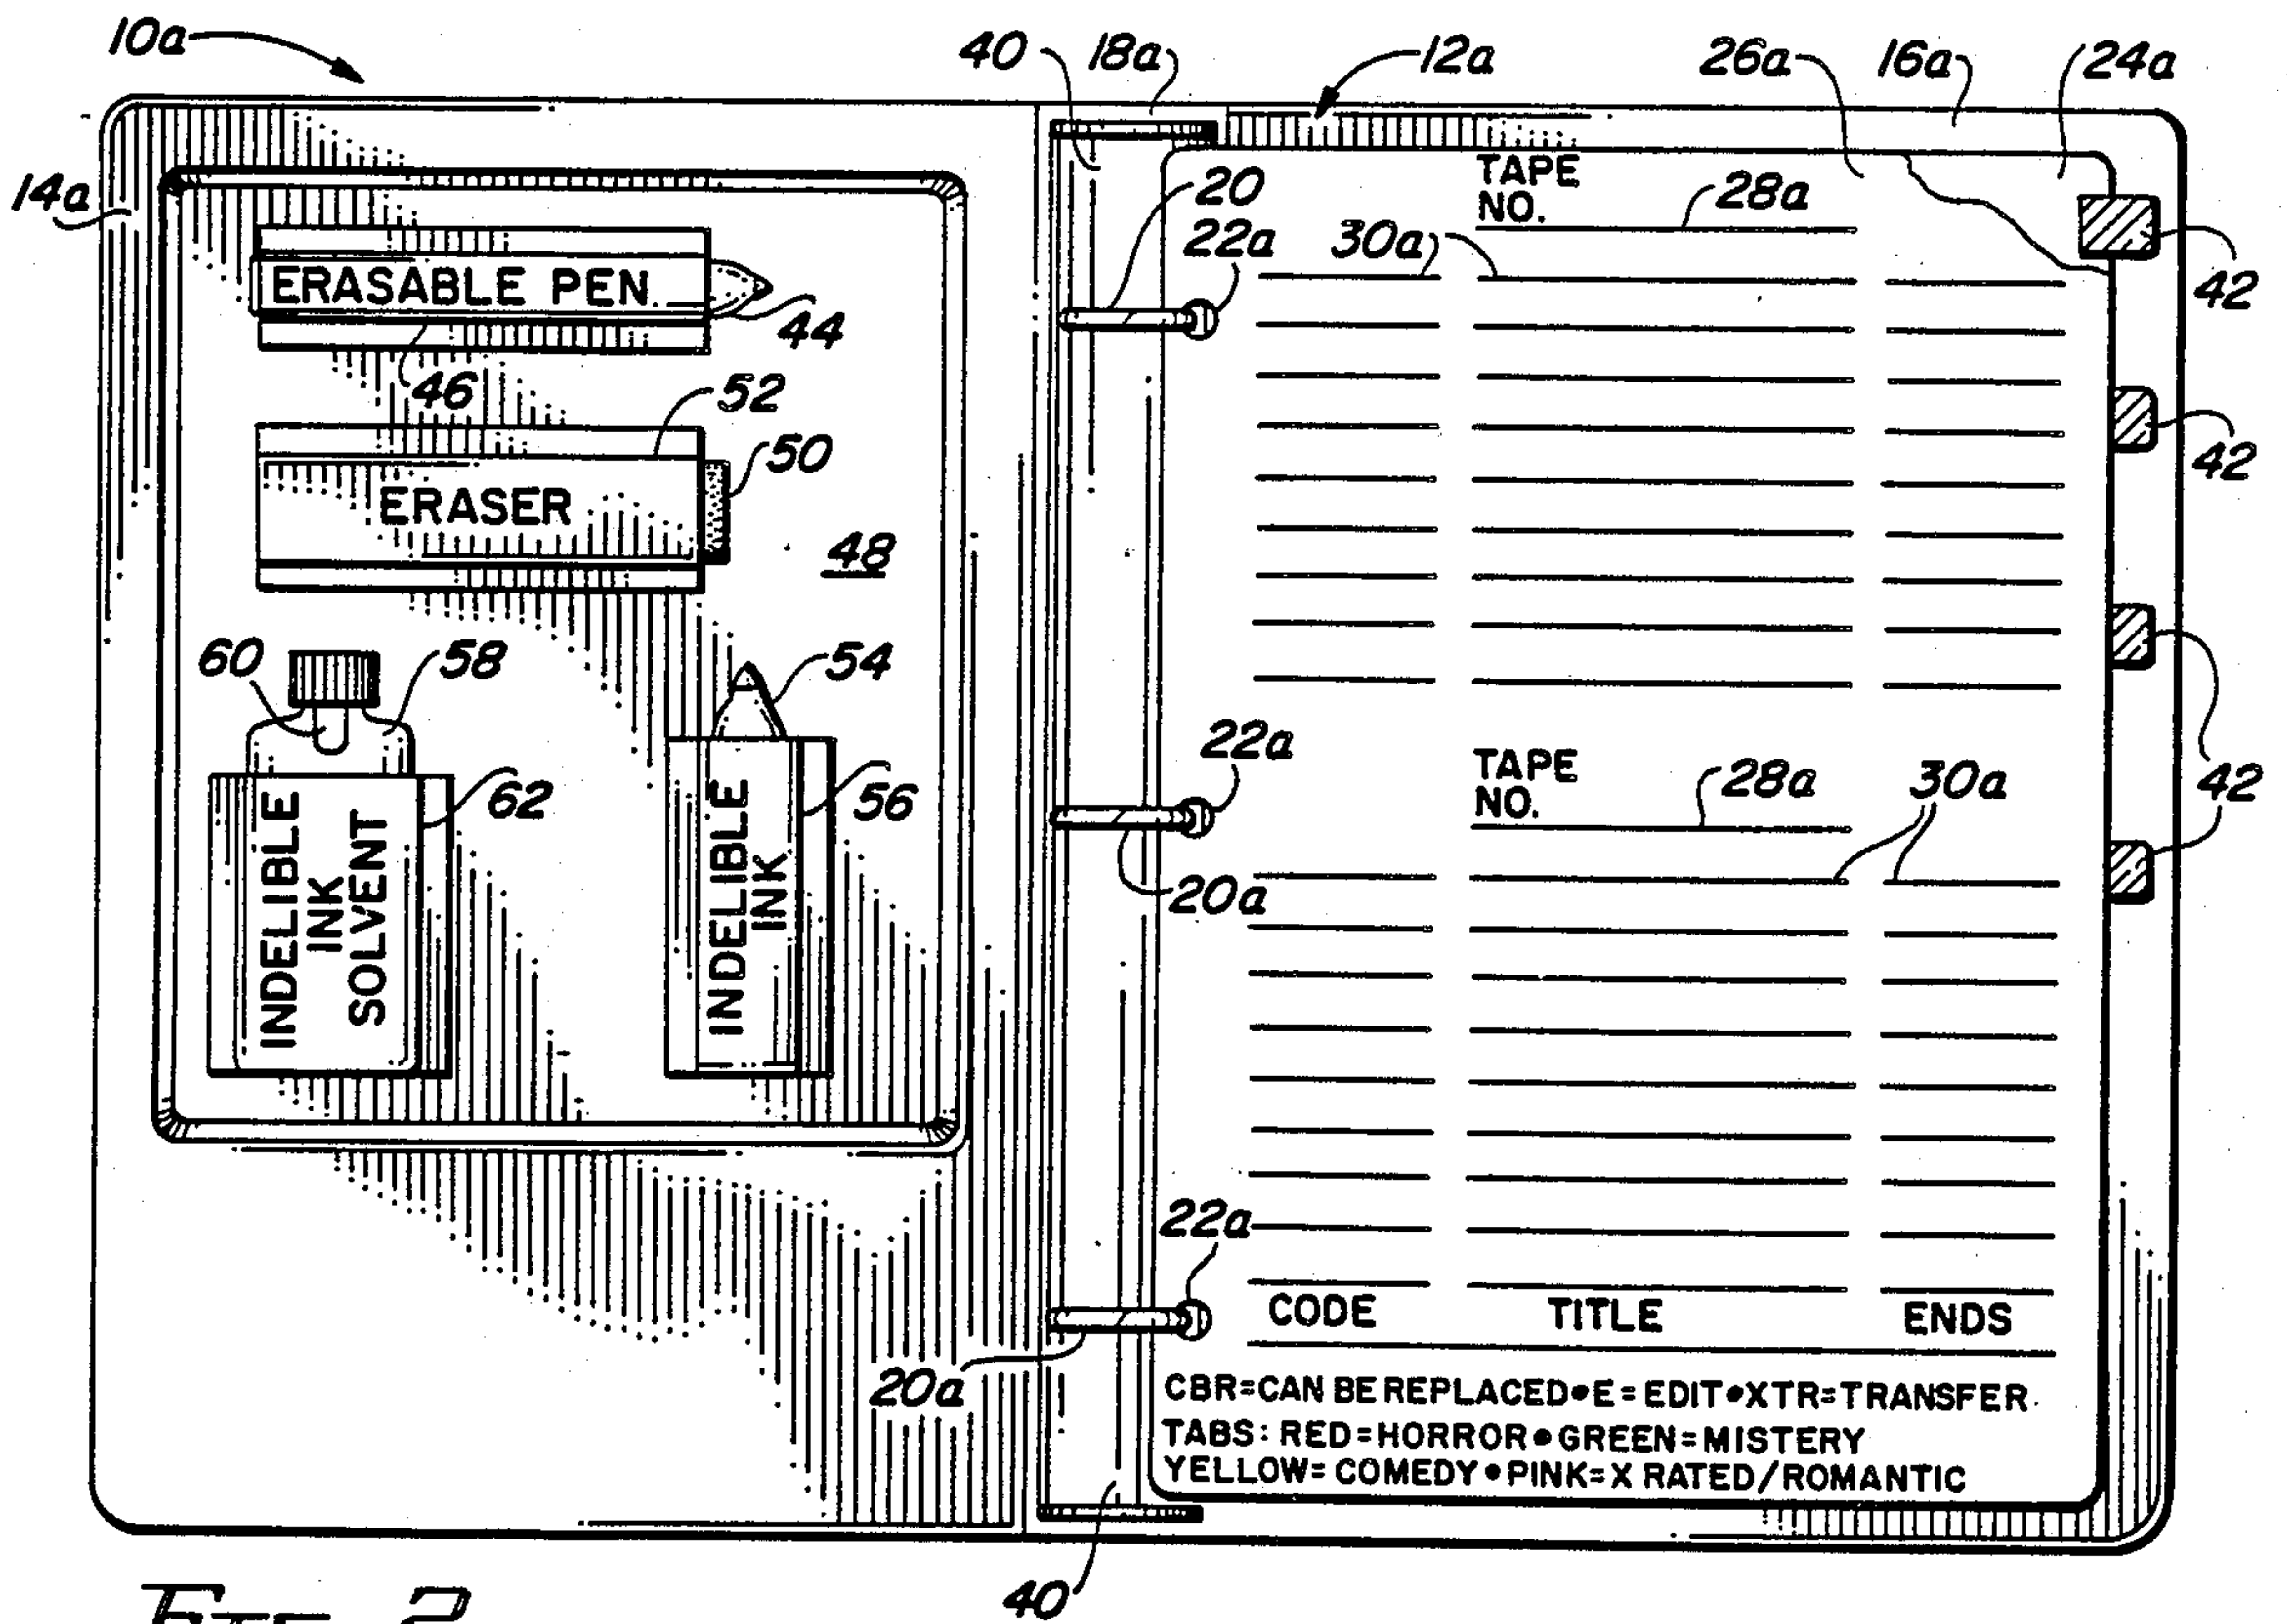 10a
40
18a
12a
26a
16a
24a
14a
TAPE
NO.
28a
20
22a
30a
42
ERASABLE PEN
44
46
52
50
42
ERASER
48
60
58
54
22a
TAPE
NO.
28a
30a
42
62
56
INDELIBLE
INK
SOLVENT
INDELIBLE
INK
20a
22a
CODE TITLE ENDS
20a
CBR=CAN BE REPLACED•E=EDIT•XTR=TRANSFER.
TABS: RED=HORROR•GREEN=MISTERY
YELLOW=COMEDY•PINK=X RATED/ROMANTIC
40